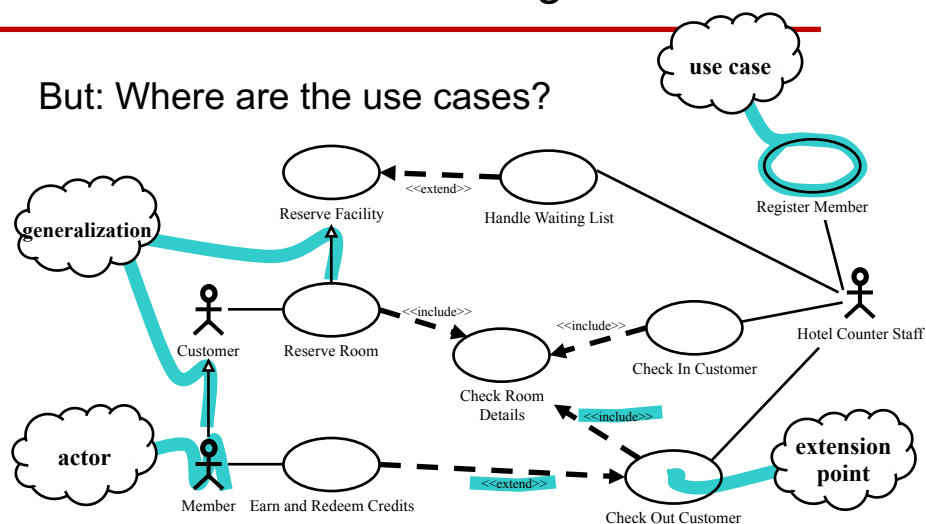 But: Where are the use cases?
use case
<<extend>>
Reserve Facility
Handle Waiting List
Register Member
generalization
<<include>>
<<include>>
Customer
Reserve Room
Check Room
Details
Check In Customer
Hotel Counter Staff
<<include>>
actor
extension
point
Member
Earn and Redeem Credits
<<extend>>
Check Out Customer